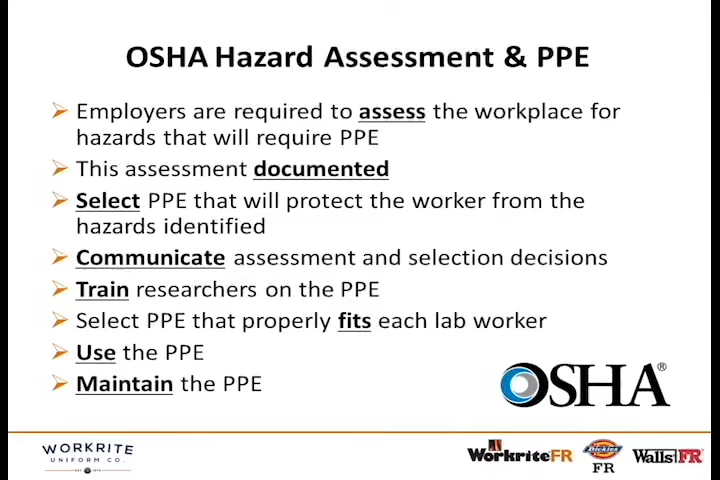 OSHA Hazard Assessment & PPE
Employers are required to assess the workplace for
hazards that will require PPE
This assessment documented
Select PPE that will protect the worker from the
hazards identified
Communicate assessment and selection decisions
Train researchers on the PPE
Select PPE that properly fits each lab worker
Use the PPE
Maintain the PPE
OSHA®
WORKRITE
UNIFORM CO.
WorkriteFR
Dickies
FR
Walls FR